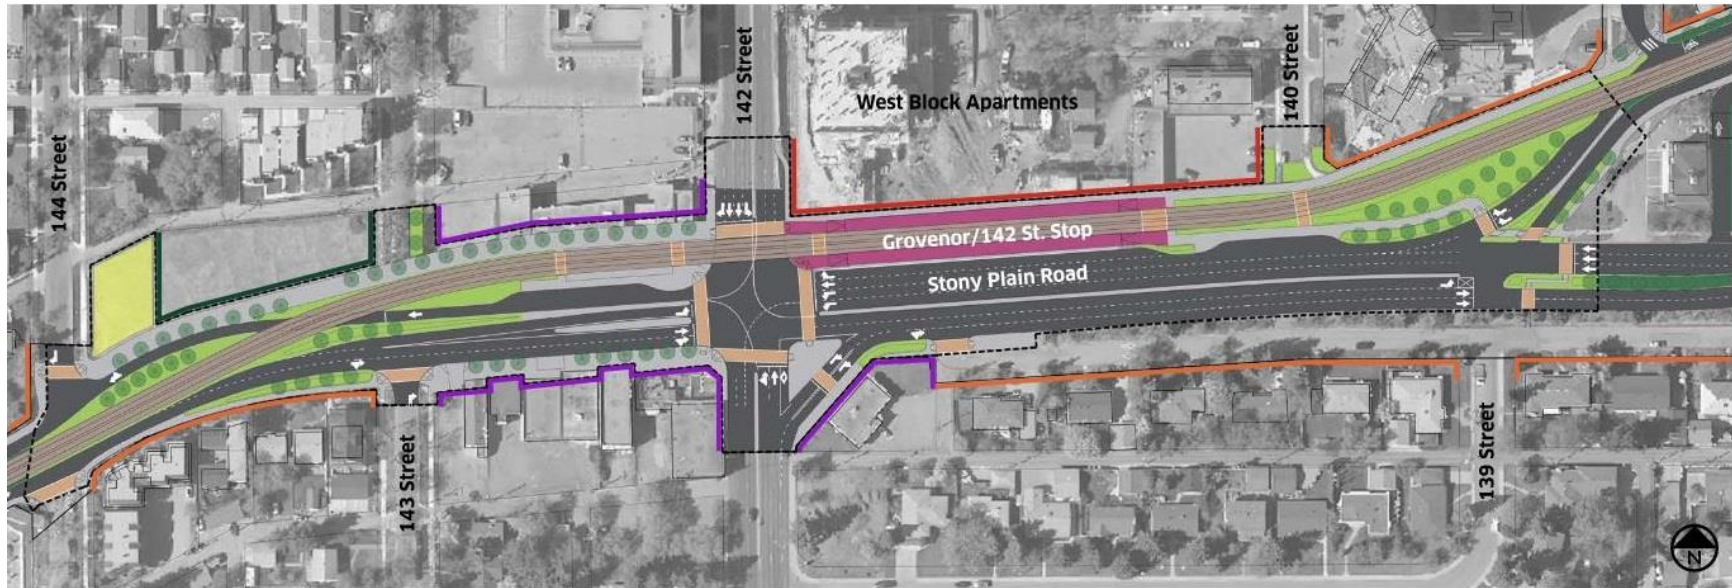 142 Street
West Block Apartments
140 Street
144 Street
Grovenor/142 St. Stop
Stony Plain Road
143 Street
139 Street
N